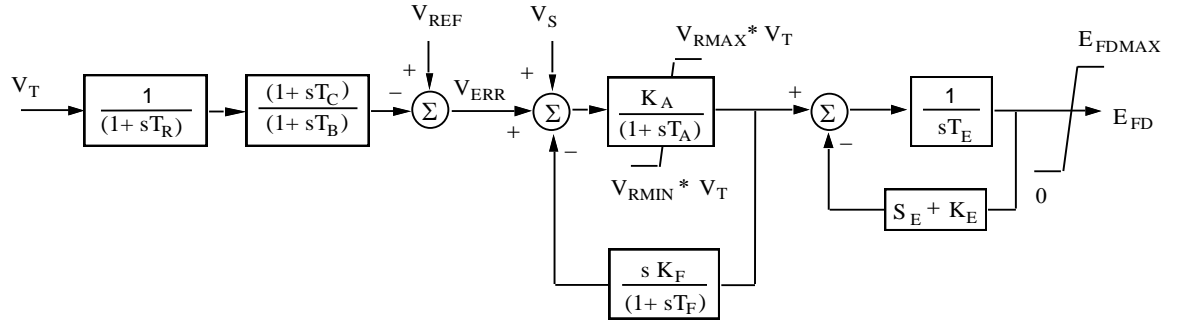 V_REF
V_S
V_RMAX* V_T
E_FDMAX
V_T
1
(1+ sT_R)
(1+ sT_C)
(1+ sT_B)
+
−
Σ
V_ERR
+
+
Σ
−
K_A
(1+ sT_A)
V_RMIN* V_T
+
Σ
−
1
sT_E
E_FD
0
S_E + K_E
s K_F
(1+ sT_F)